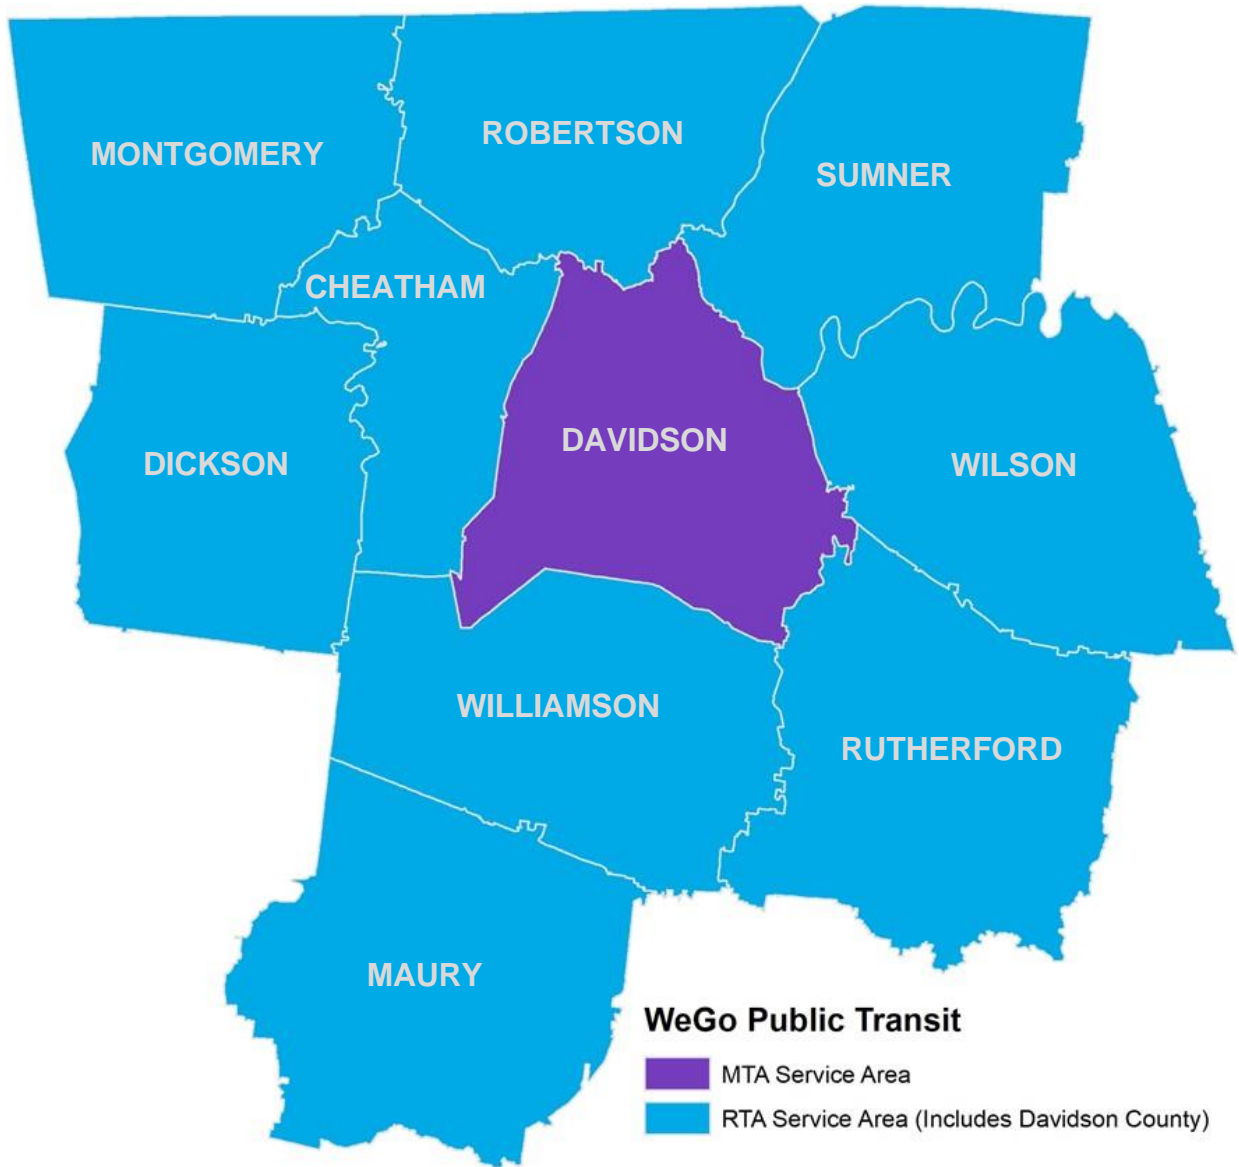 MONTGOMERY
ROBERTSON
SUMNER
CHEATHAM
DAVIDSON
DICKSON
WILSON
WILLIAMSON
RUTHERFORD
MAURY
WeGo Public Transit
MTA Service Area
RTA Service Area (Includes Davidson County)